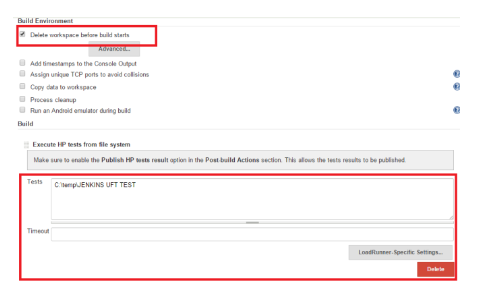 Build Environment
Delete workspace before build starts
Advanced...
Add timestamps to the Console Output
Assign unique TCP ports to avoid collisions
Copy data to workspace
Process cleanup
Run an Android emulator during build
Build
Execute HP tests from file system
Make sure to enable the Publish HP tests result option in the Post-build Actions section. This allows the tests results to be published.
Tests
C:\temp\JENKINS UFT TEST
Timeout
LoadRunner-Specific Settings...
Delete